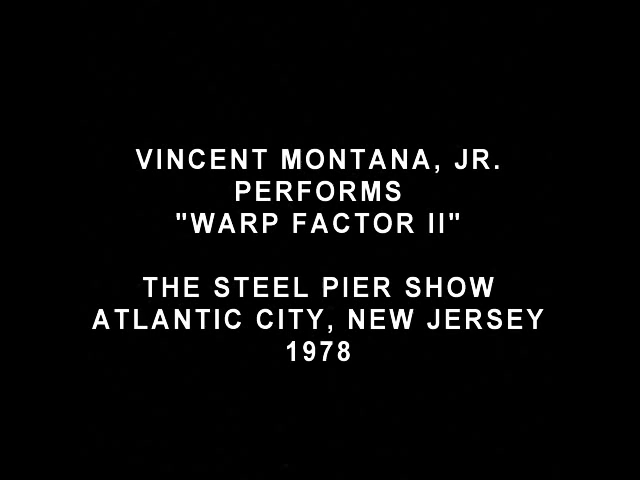 VINCENT MONTANA, JR.
PERFORMS
"WARP FACTOR II"
THE STEEL PIER SHOW
ATLANTIC CITY, NEW JERSEY
1978